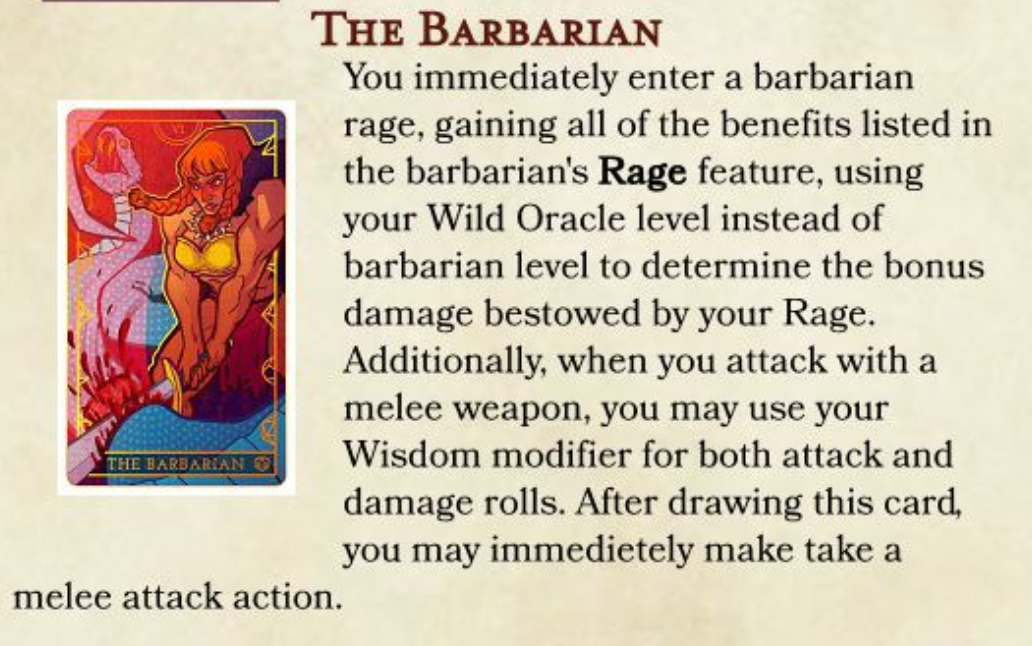 THE BARBARIAN
You immediately enter a barbarian
rage, gaining all of the benefits listed in
the barbarian's Rage feature, using
your Wild Oracle level instead of
barbarian level to determine the bonus
damage bestowed by your Rage.
Additionally, when you attack with a
melee weapon, you may use your
Wisdom modifier for both attack and
damage rolls. After drawing this card,
you may immedietely make take a
melee attack action.
VI
THE BARBARIAN